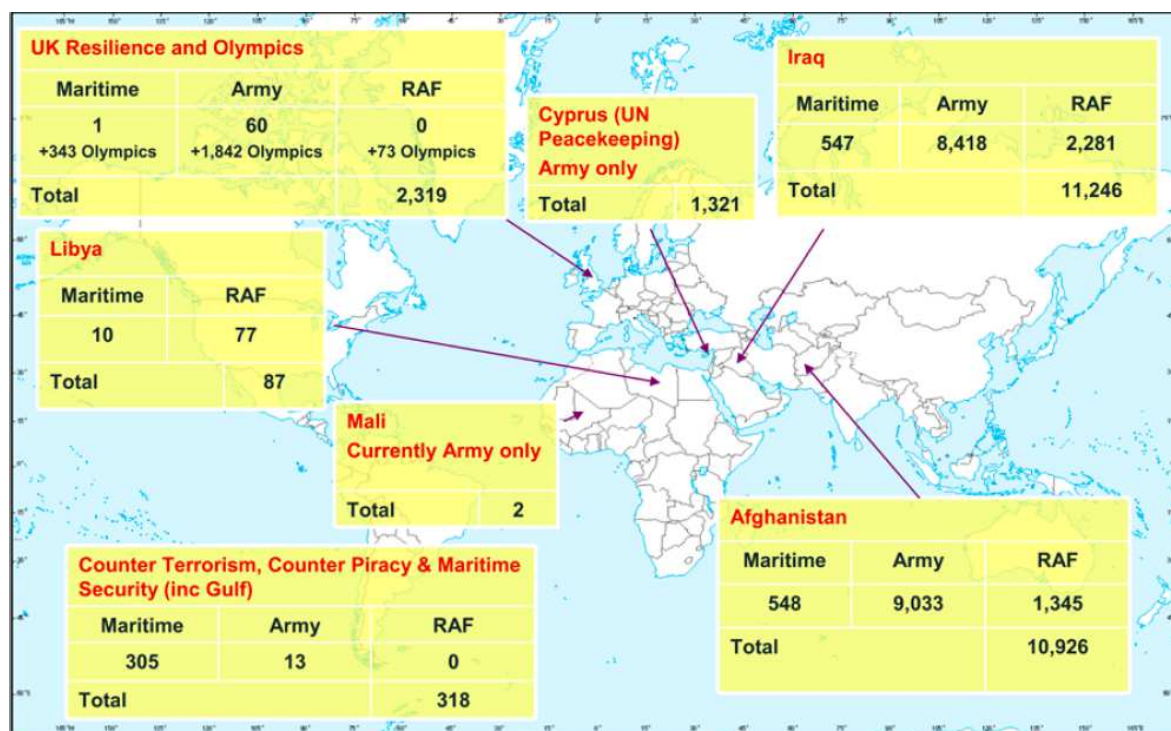 UK Resilience and Olympics
Maritime Army RAF
1 60 0
+343 Olympics +1,842 Olympics +73 Olympics
Total 2,319
Cyprus (UN
Peacekeeping)
Army only
Total 1,321
Iraq
Maritime Army RAF
547 8,418 2,281
Total 11,246
Libya
Maritime RAF
10 77
Total 87
Mali
Currently Army only
Total 2
Afghanistan
Maritime Army RAF
548 9,033 1,345
Total 10,926
Counter Terrorism, Counter Piracy & Maritime
Security (inc Gulf)
Maritime Army RAF
305 13 0
Total 318